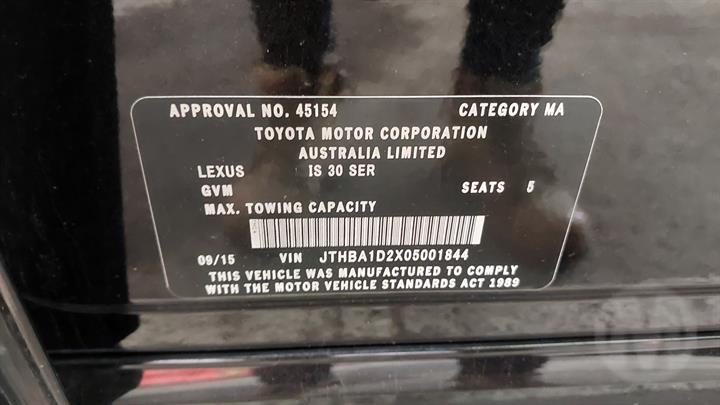 APPROVAL NO. 45154 CATEGORY MA
TOYOTA MOTOR CORPORATION
AUSTRALIA LIMITED
LEXUS IS 30 SER
GVM SEATS 5
MAX. TOWING CAPACITY
09/15 VIN JTHBA1D2X05001844
THIS VEHICLE WAS MANUFACTURED TO COMPLY
WITH THE MOTOR VEHICLE STANDARDS ACT 1989